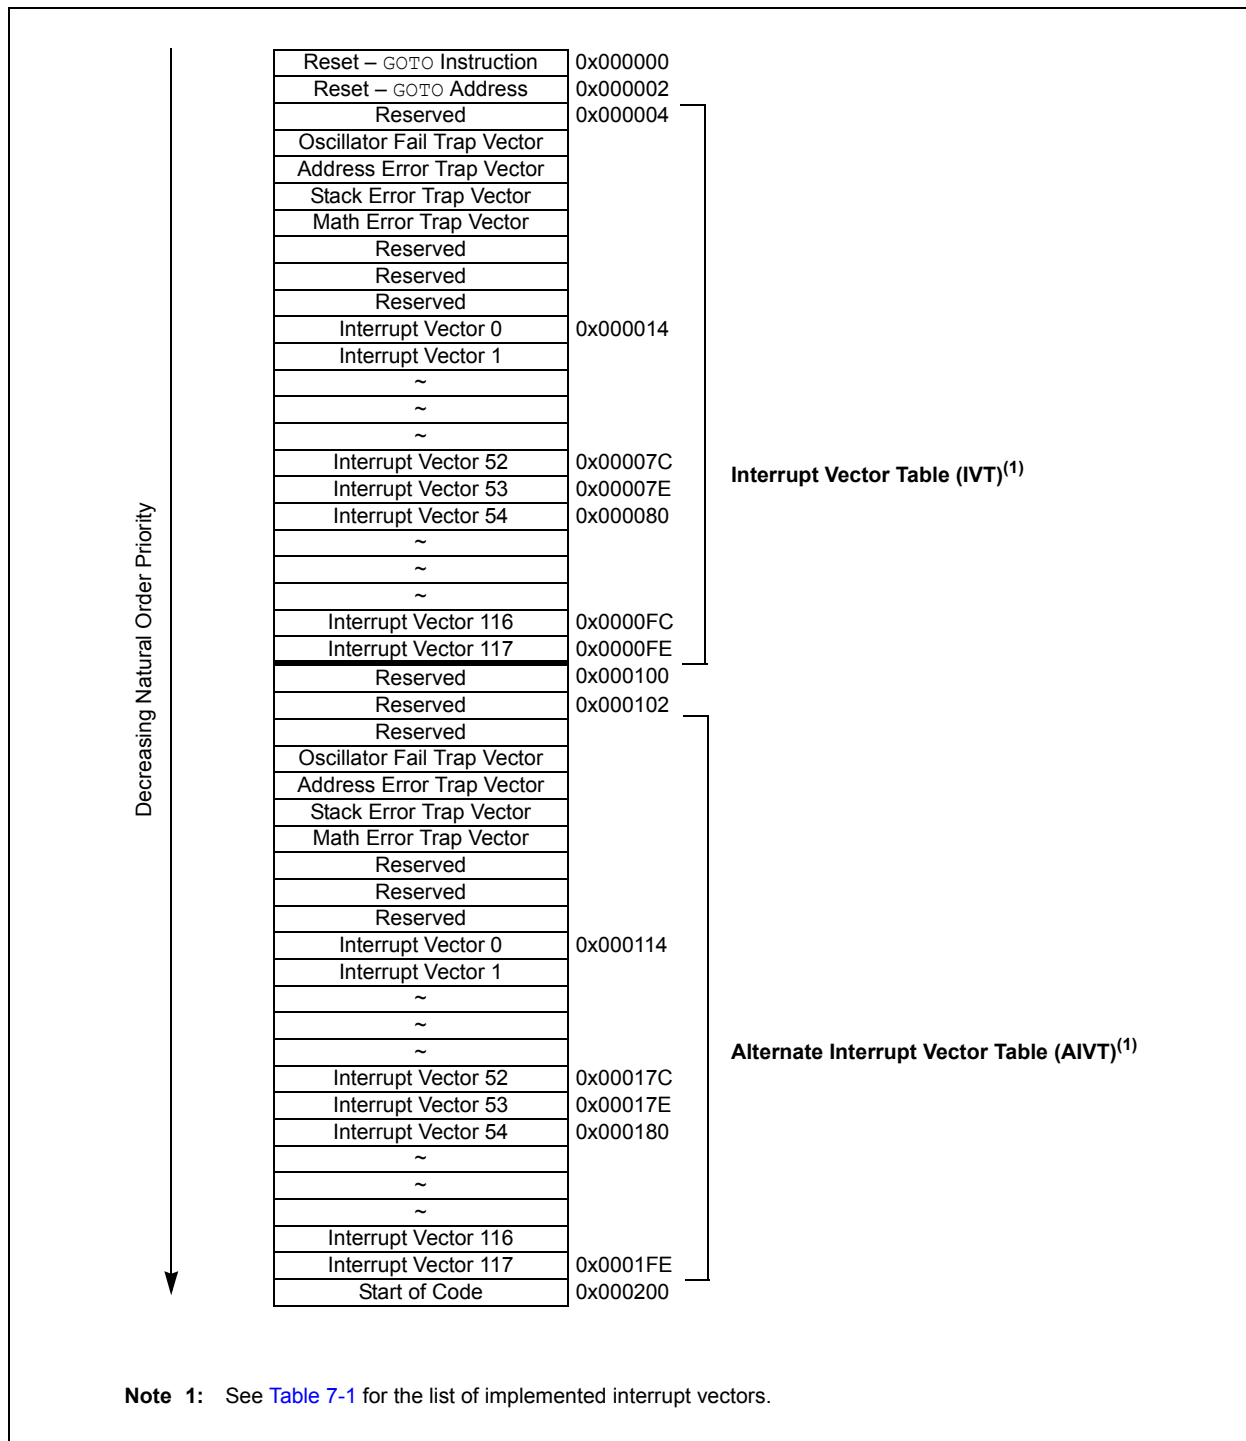 Reset – GOTO Instruction 0x000000
Reset – GOTO Address 0x000002
Reserved 0x000004
Oscillator Fail Trap Vector
Address Error Trap Vector
Stack Error Trap Vector
Math Error Trap Vector
Reserved
Reserved
Reserved
Interrupt Vector 0 0x000014
Interrupt Vector 1
~
~
~
Interrupt Vector 52 0x00007C
Interrupt Vector Table (IVT)(1)
Interrupt Vector 53 0x00007E
Interrupt Vector 54 0x000080
~
~
~
Interrupt Vector 116 0x0000FC
Interrupt Vector 117 0x0000FE
Decreasing Natural Order Priority
Reserved 0x000100
Reserved 0x000102
Reserved
Oscillator Fail Trap Vector
Address Error Trap Vector
Stack Error Trap Vector
Math Error Trap Vector
Reserved
Reserved
Reserved
Interrupt Vector 0 0x000114
Interrupt Vector 1
~
~
~
Alternate Interrupt Vector Table (AIVT)(1)
Interrupt Vector 52 0x00017C
Interrupt Vector 53 0x00017E
Interrupt Vector 54 0x000180
~
~
~
Interrupt Vector 116
Interrupt Vector 117 0x0001FE
Start of Code 0x000200
Note 1: See Table 7-1 for the list of implemented interrupt vectors.